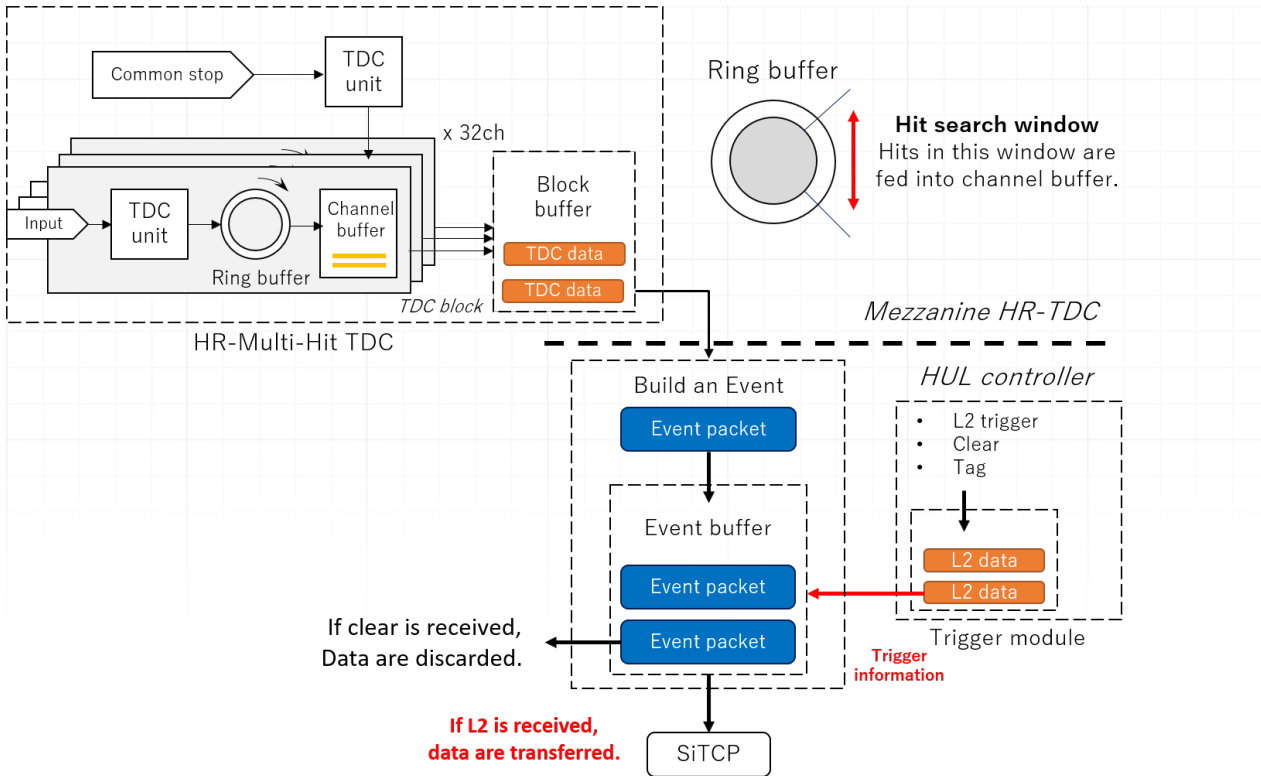 Common stop
TDC
unit
x 32ch
Input
TDC
unit
Ring buffer
Channel
buffer
TDC block
Block
buffer
TDC data
TDC data
HR-Multi-Hit TDC
Ring buffer
Hit search window
Hits in this window are
fed into channel buffer.
Mezzanine HR-TDC
HUL controller
Build an Event
Event packet
Event buffer
Event packet
Event packet
• L2 trigger
• Clear
• Tag
L2 data
L2 data
Trigger module
Trigger
information
If clear is received,
Data are discarded.
If L2 is received,
data are transferred.
SiTCP